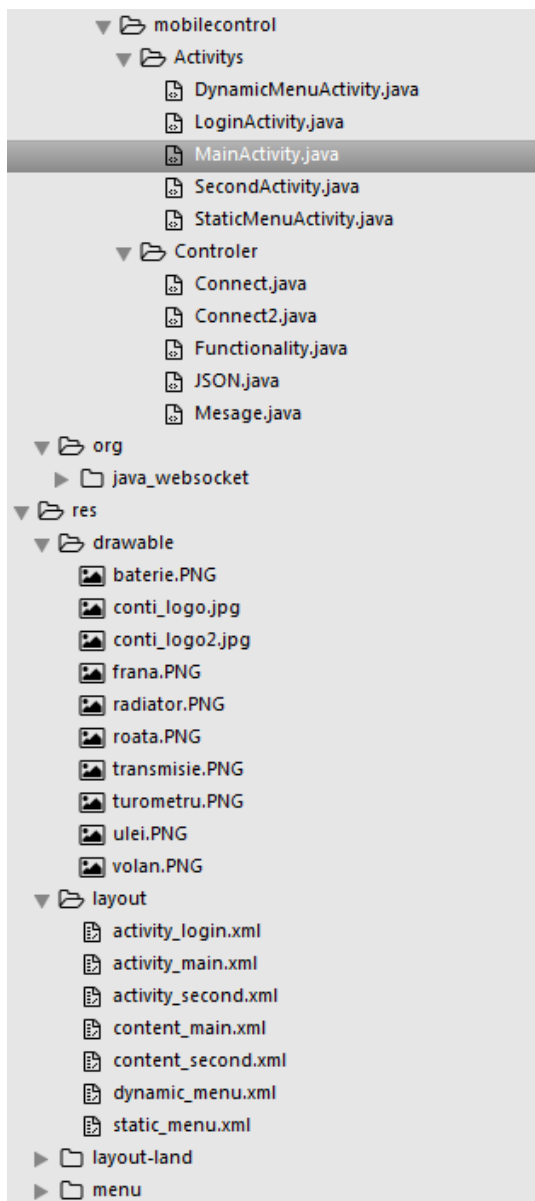 mobilecontrol
Activitys
DynamicMenuActivity.java
LoginActivity.java
MainActivity.java
SecondActivity.java
StaticMenuActivity.java
Controler
Connect.java
Connect2.java
Functionality.java
JSON.java
Mesage.java
org
java_websocket
res
drawable
baterie.PNG
conti_logo.jpg
conti_logo2.jpg
frana.PNG
radiator.PNG
roata.PNG
transmisie.PNG
turometru.PNG
ulei.PNG
volan.PNG
layout
activity_login.xml
activity_main.xml
activity_second.xml
content_main.xml
content_second.xml
dynamic_menu.xml
static_menu.xml
layout-land
menu